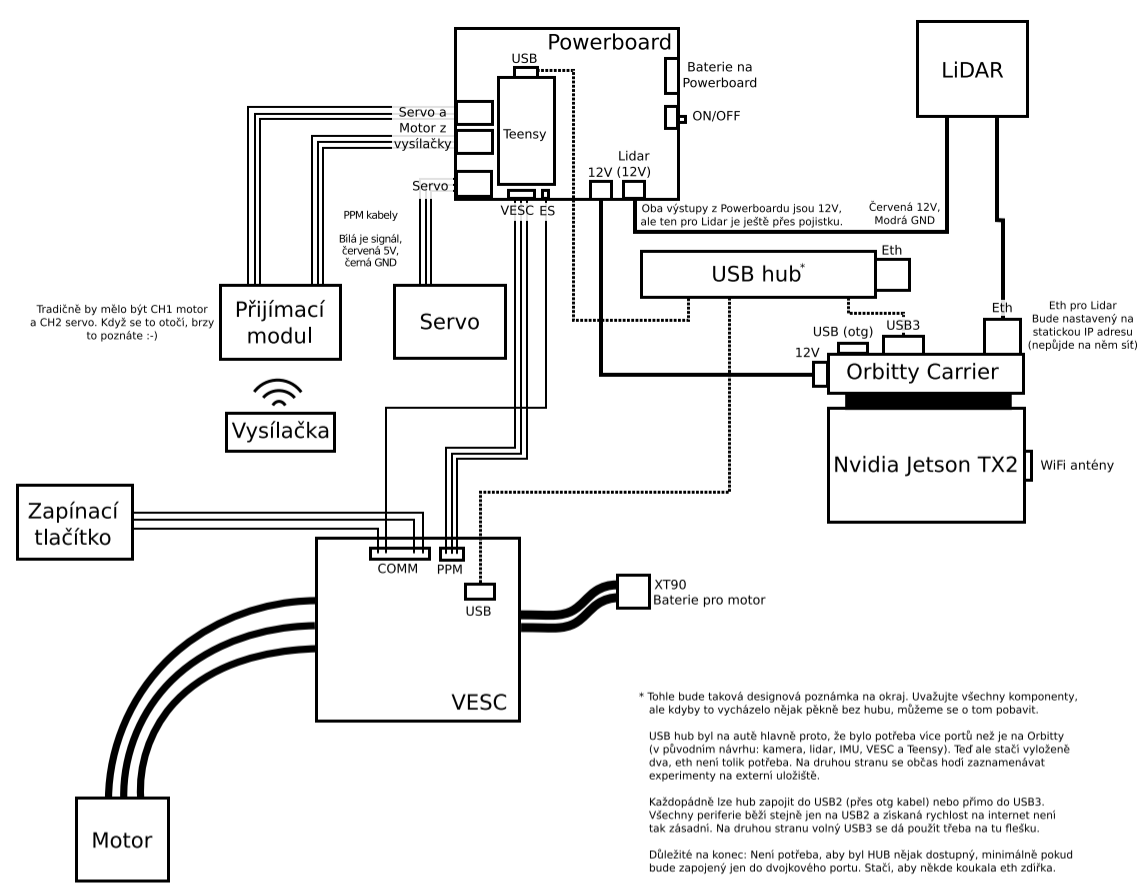 Powerboard
USB
Teensy
Baterie na
Powerboard
ON/OFF
LiDAR
Servo a
Motor z
vysílačky
Servo
VESC ES
12V
Lidar
(12V)
Oba výstupy z Powerboardu jsou 12V,
ale ten pro Lidar je ještě přes pojistku.
Červená 12V,
Modrá GND
PPM kabely
Bílá je signál,
červená 5V,
černá GND
USB hub*
Eth
Tradičně by mělo být CH1 motor
a CH2 servo. Když se to otočí, brzy
to poznáte :-)
Přijímací
modul
Servo
Eth
Eth pro Lidar
Bude nastavený na
statickou IP adresu
(nepůjde na něm síť)
USB (otg)
USB3
12V
Orbitty Carrier
Vysílačka
Nvidia Jetson TX2
WiFi antény
Zapínací
tlačítko
COMM
PPM
USB
VESC
XT90
Baterie pro motor
Motor
* Tohle bude taková designová poznámka na okraj. Uvažujte všechny komponenty,
ale kdyby to vycházelo nějak pěkně bez hubu, můžeme se o tom pobavit.
USB hub byl na autě hlavně proto, že bylo potřeba více portů než je na Orbitty
(v původním návrhu: kamera, lidar, IMU, VESC a Teensy). Teď ale stačí vyloženě
dva, eth není tolik potřeba. Na druhou stranu se občas hodí zaznamenávat
experimenty na externí uložiště.
Každopádně lze hub zapojit do USB2 (přes otg kabel) nebo přímo do USB3.
Všechny periferie běží stejně jen na USB2 a získaná rychlost na internet není
tak zásadní. Na druhou stranu volný USB3 se dá použít třeba na tu flešku.
Důležité na konec: Není potřeba, aby byl HUB nějak dostupný, minimálně pokud
bude zapojený jen do dvojkového portu. Stačí, aby někde koukala eth zdířka.